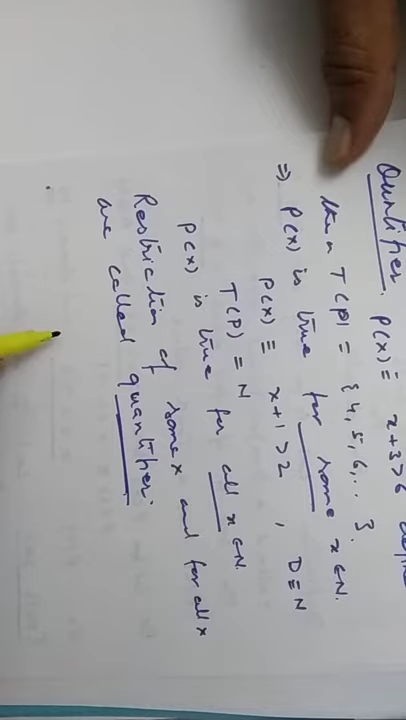 Quantifier. P(x) ≡ x+3>6 define
then T(P) = {4, 5, 6, ... }.
⇒ P(x) is true for some x∈N.
P(x) ≡ x+1>2 , D≡N
T(P) = N
P(x) is true for all x∈N.
Restriction of some x and for all x
are called quantifier.